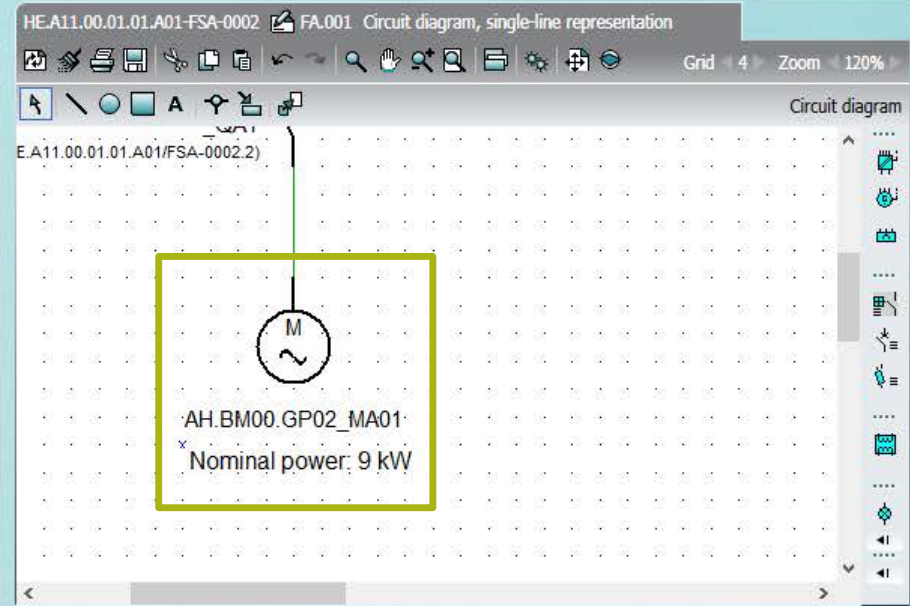 HE.A11.00.01.01.A01-FSA-0002 FA.001 Circuit diagram, single-line representation
Grid 4 Zoom 120%
A Circuit diagram
E.A11.00.01.01.A01/FSA-0002.2)
M
AH.BM00.GP02_MA01
x
Nominal power: 9 kW